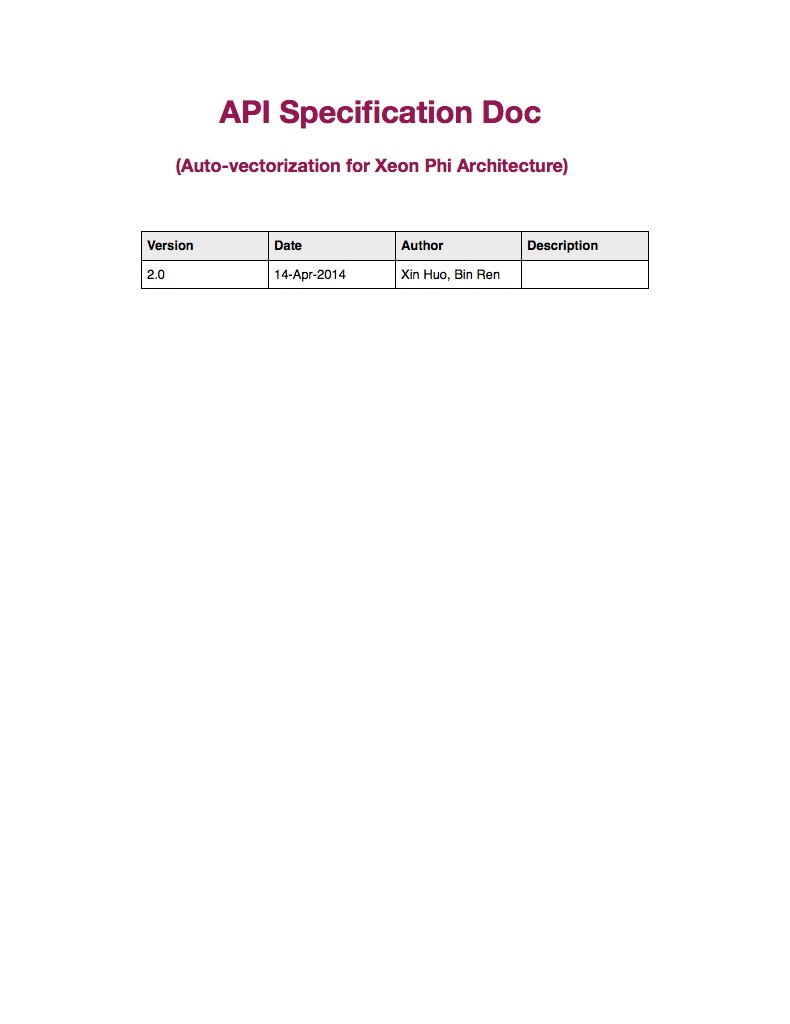 API Specification Doc
(Auto-vectorization for Xeon Phi Architecture)
Version Date Author Description
2.0 14-Apr-2014 Xin Huo, Bin Ren